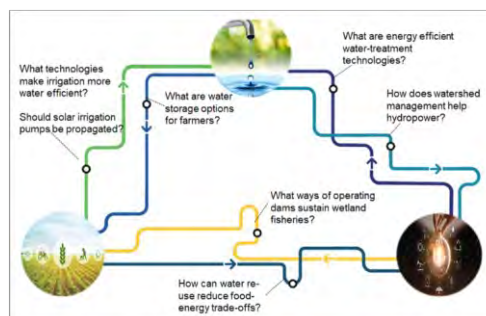 What are energy efficient
water-treatment
technologies?
What technologies
make irrigation more
water efficient?
How does watershed
management help
hydropower?
What are water
storage options
for farmers?
Should solar irrigation
pumps be propagated?
What ways of operating
dams sustain wetland
fisheries?
How can water re-
use reduce food-
energy trade-offs?